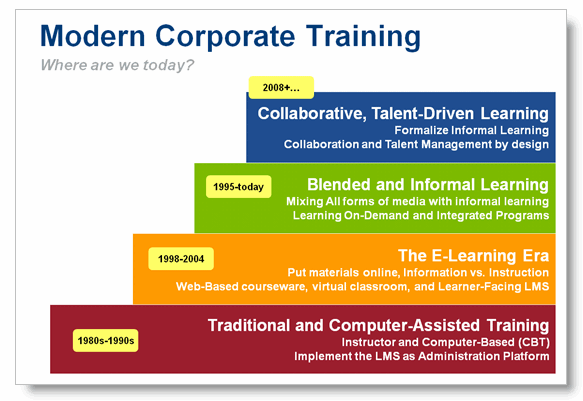 Modern Corporate Training
Where are we today?
2008+...
Collaborative, Talent-Driven Learning
Formalize Informal Learning
Collaboration and Talent Management by design
1995-today
Blended and Informal Learning
Mixing All forms of media with informal learning
Learning On-Demand and Integrated Programs
1998-2004
The E-Learning Era
Put materials online, Information vs. Instruction
Web-Based courseware, virtual classroom, and Learner-Facing LMS
1980s-1990s
Traditional and Computer-Assisted Training
Instructor and Computer-Based (CBT)
Implement the LMS as Administration Platform